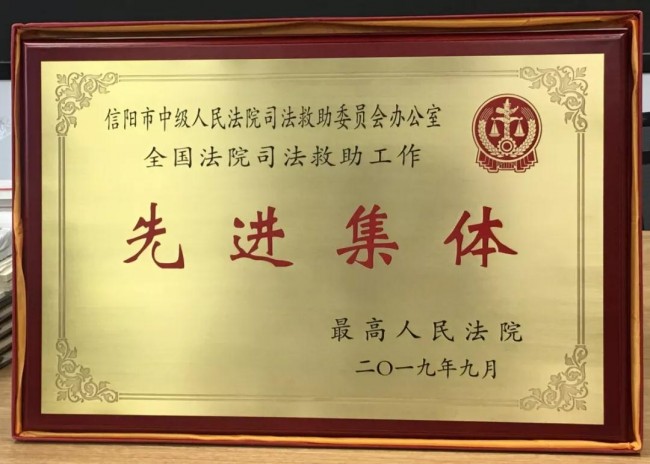 信阳市中级人民法院司法救助委员会办公室
全国法院司法救助工作
先进集体
最高人民法院
二〇一九年九月